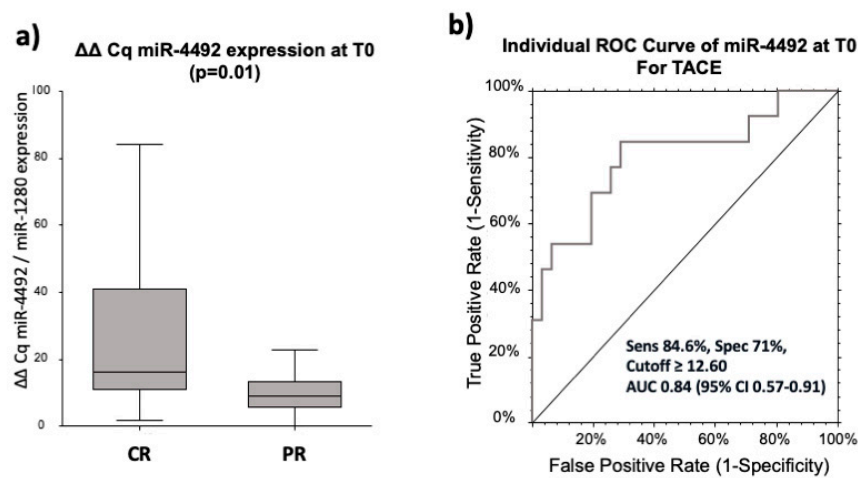 a)
ΔΔ Cq miR-4492 expression at T0
(p=0.01)
ΔΔ Cq miR-4492 / miR-1280 expression
100
80
60
40
20
0
CR
PR
b)
Individual ROC Curve of miR-4492 at T0
For TACE
True Positive Rate (1-Sensitivity)
100%
80%
60%
40%
20%
0%
Sens 84.6%, Spec 71%,
Cutoff ≥ 12.60
AUC 0.84 (95% CI 0.57-0.91)
20%
40%
60%
80%
100%
False Positive Rate (1-Specificity)